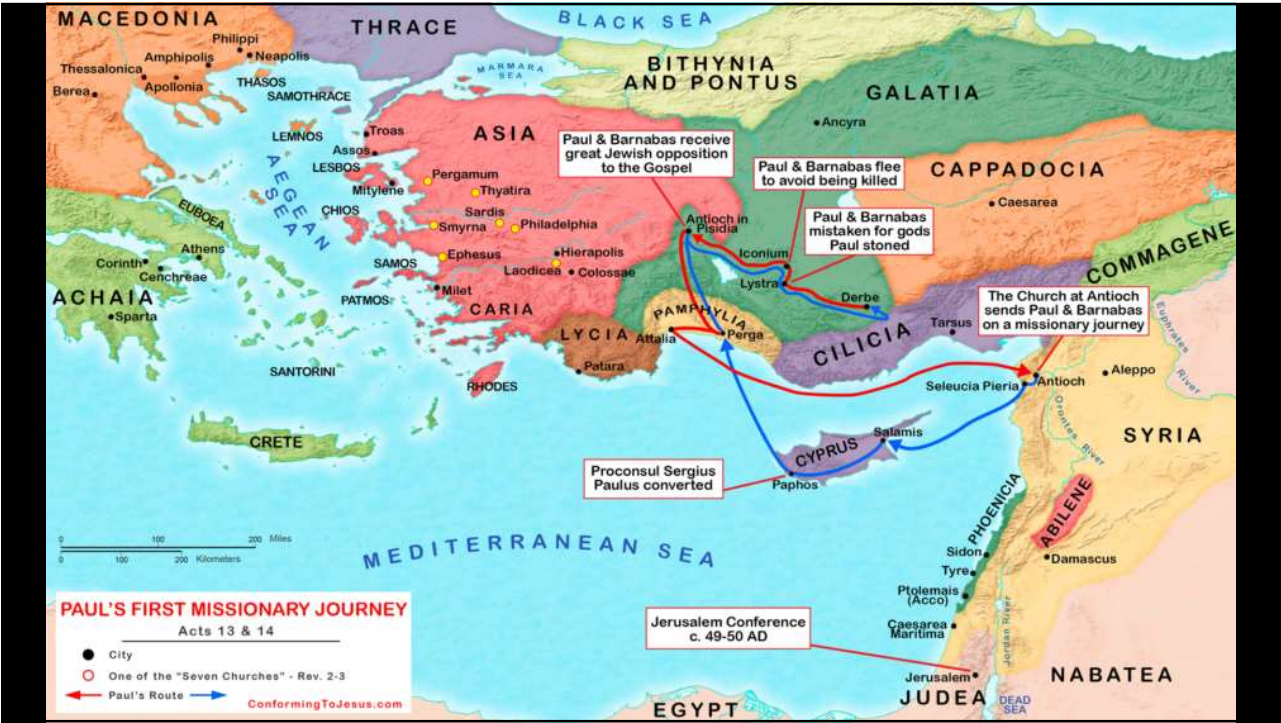 MACEDONIA
THRACE
BLACK SEA
BITHYNIA
AND PONTUS
GALATIA
Philippi
Neapolis
Amphipolis
Thessalonica
Apollonia
Berea
THASOS
SAMOTHRACE
MARMARA
SEA
LEMNOS
Troas
Assos
LESBOS
Mitylene
ASIA
Ancyra
CAPPADOCIA
Caesarea
COMMAGENE
AEGEAN
SEA
Pergamum
Thyatira
Sardis
Smyrna
Philadelphia
CHIOS
EUBOEA
Athens
Corinth
Cenchreae
ACHAIA
Sparta
SAMOS
Ephesus
Hierapolis
Laodicea
Colossae
PATMOS
Milet
CARIA
Paul & Barnabas receive
great Jewish opposition
to the Gospel
Paul & Barnabas flee
to avoid being killed
Paul & Barnabas
mistaken for gods
Paul stoned
Antioch in
Pisidia
Iconium
Lystra
Derbe
The Church at Antioch
sends Paul & Barnabas
on a missionary journey
PAMPHYLIA
LYCIA
Attalia
Perga
Patara
CILICIA
Tarsus
Euphrates
River
SANTORINI
RHODES
Seleucia Pieria
Antioch
Aleppo
Orontes
River
SYRIA
CRETE
CYPRUS
Salamis
Paphos
Proconsul Sergius
Paulus converted
MEDITERRANEAN SEA
PHOENICIA
ABILENE
Sidon
Damascus
Tyre
Ptolemais
(Acco)
Caesarea
Maritima
Jordan River
Jerusalem Conference
c. 49-50 AD
Jerusalem
JUDEA
DEAD
SEA
NABATEA
EGYPT
0 100 200 Miles
0 100 200 Kilometers
PAUL'S FIRST MISSIONARY JOURNEY
Acts 13 & 14
City
One of the "Seven Churches" - Rev. 2-3
Paul's Route
ConformingToJesus.com